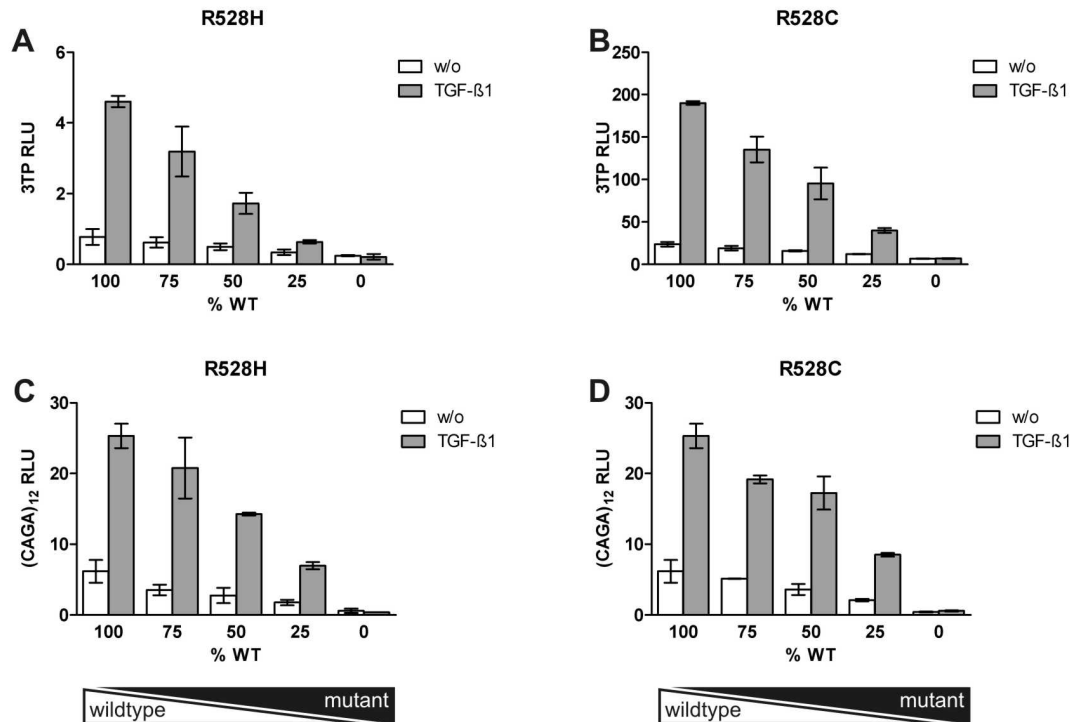 A
R528H
6
4
2
0
3TP RLU
w/o
TGF-ß1
100 75 50 25 0
% WT
B
R528C
250
200
150
100
50
0
3TP RLU
w/o
TGF-ß1
100 75 50 25 0
% WT
C
R528H
30
20
10
0
(CAGA)12 RLU
w/o
TGF-ß1
100 75 50 25 0
% WT
wildtype mutant
D
R528C
30
20
10
0
(CAGA)12 RLU
w/o
TGF-ß1
100 75 50 25 0
% WT
wildtype mutant